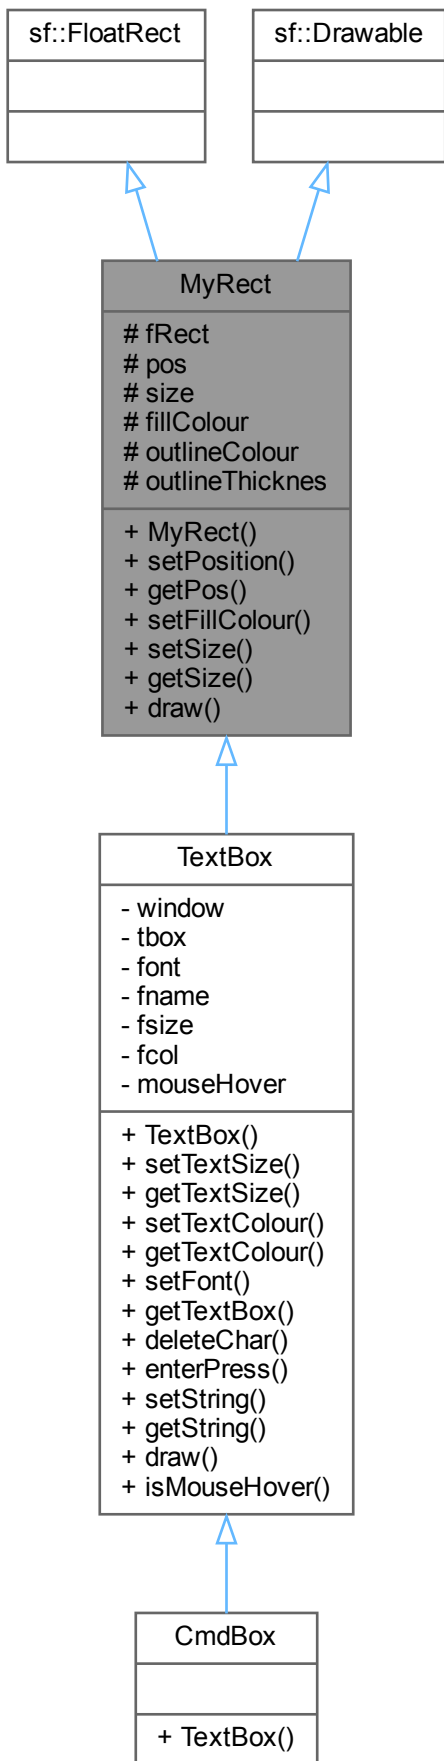 sf::FloatRect
sf::Drawable
MyRect
# fRect
# pos
# size
# fillColour
# outlineColour
# outlineThicknes
+ MyRect()
+ setPosition()
+ getPos()
+ setFillColour()
+ setSize()
+ getSize()
+ draw()
TextBox
- window
- tbox
- font
- fname
- fsize
- fcol
- mouseHover
+ TextBox()
+ setTextSize()
+ getTextSize()
+ setTextColour()
+ getTextColour()
+ setFont()
+ getTextBox()
+ deleteChar()
+ enterPress()
+ setString()
+ getString()
+ draw()
+ isMouseHover()
CmdBox
+ TextBox()